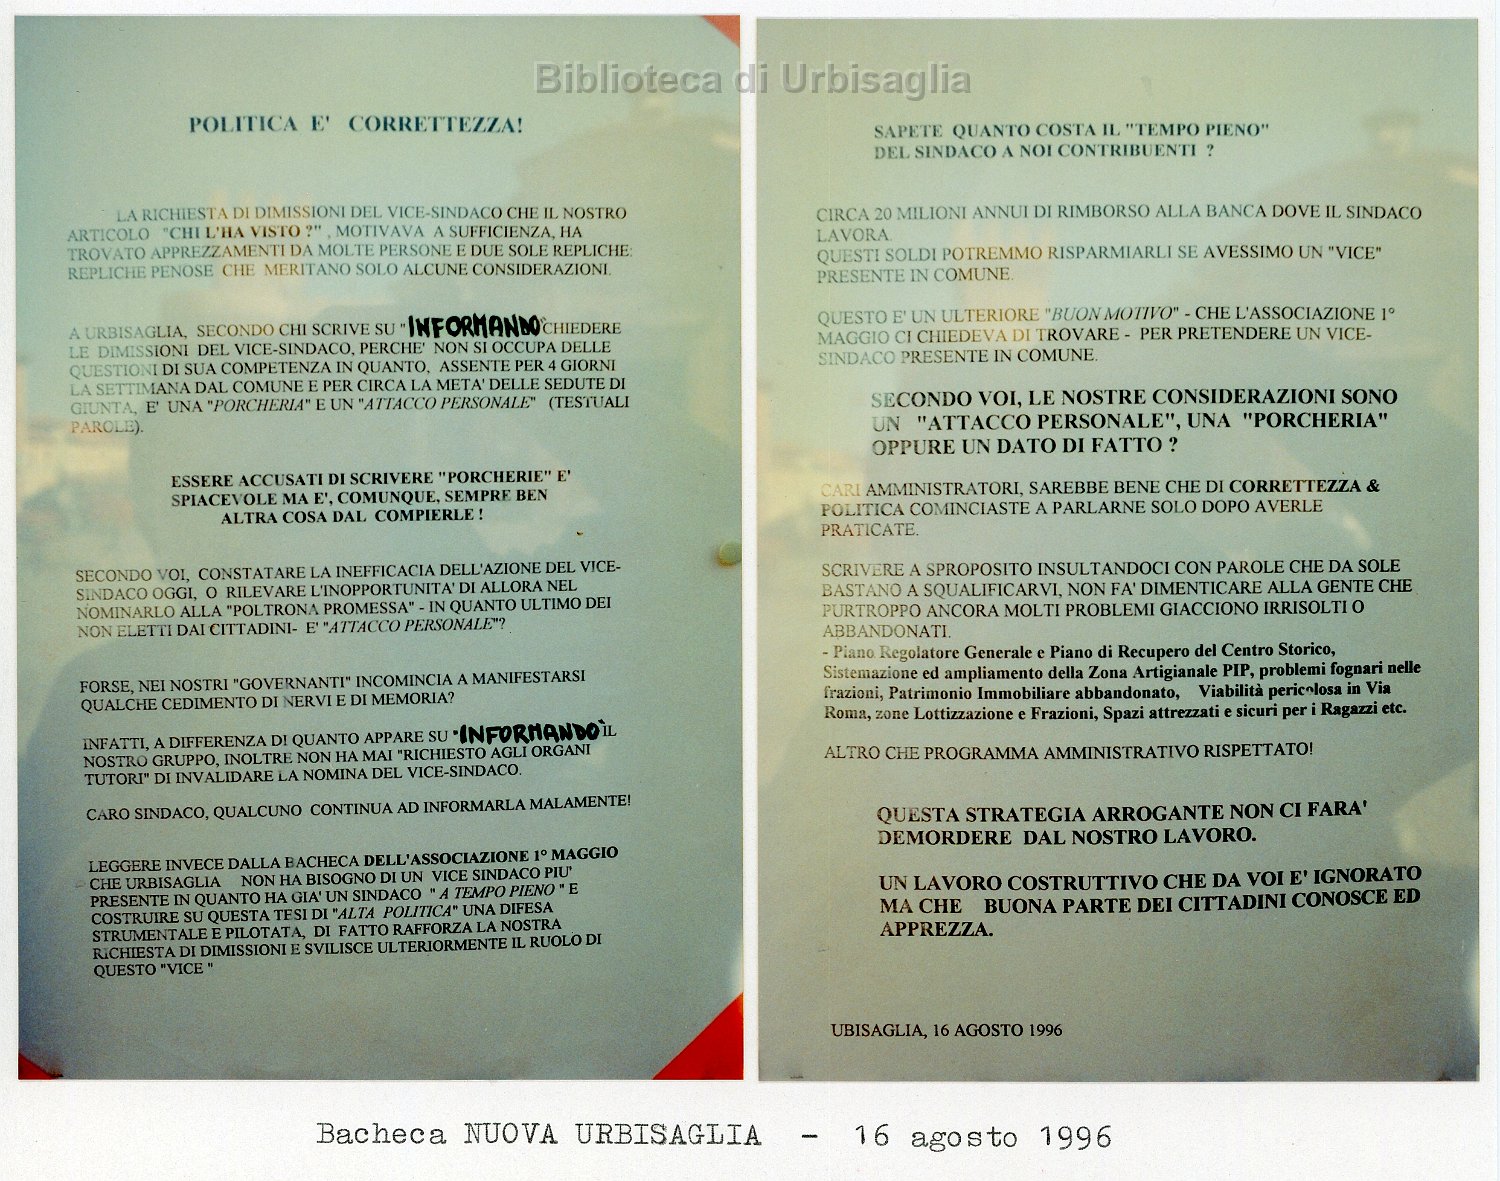 Biblioteca di Urbisaglia
POLITICA E' CORRETTEZZA!
LA RICHIESTA DI DIMISSIONI DEL VICE-SINDACO CHE IL NOSTRO
ARTICOLO "CHI L'HA VISTO ?" , MOTIVAVA A SUFFICIENZA, HA
TROVATO APPREZZAMENTI DA MOLTE PERSONE E DUE SOLE REPLICHE:
REPLICHE PENOSE CHE MERITANO SOLO ALCUNE CONSIDERAZIONI.
A URBISAGLIA, SECONDO CHI SCRIVE SU "INFORMANDO" CHIEDERE
LE DIMISSIONI DEL VICE-SINDACO, PERCHE' NON SI OCCUPA DELLE
QUESTIONI DI SUA COMPETENZA IN QUANTO, ASSENTE PER 4 GIORNI
LA SETTIMANA DAL COMUNE E PER CIRCA LA META' DELLE SEDUTE DI
GIUNTA, E' UNA "PORCHERIA" E UN "ATTACCO PERSONALE" (TESTUALI
PAROLE).
ESSERE ACCUSATI DI SCRIVERE "PORCHERIE" E'
SPIACEVOLE MA E', COMUNQUE, SEMPRE BEN
ALTRA COSA DAL COMPIERLE !
SECONDO VOI, CONSTATARE LA INEFFICACIA DELL'AZIONE DEL VICE-
SINDACO OGGI, O RILEVARE L'INOPPORTUNITA' DI ALLORA NEL
NOMINARLO ALLA "POLTRONA PROMESSA" - IN QUANTO ULTIMO DEI
NON ELETTI DAI CITTADINI- E' "ATTACCO PERSONALE"?
FORSE, NEI NOSTRI "GOVERNANTI" INCOMINCIA A MANIFESTARSI
QUALCHE CEDIMENTO DI NERVI E DI MEMORIA?
INFATTI, A DIFFERENZA DI QUANTO APPARE SU "INFORMANDO" IL
NOSTRO GRUPPO, INOLTRE NON HA MAI "RICHIESTO AGLI ORGANI
TUTORI" DI INVALIDARE LA NOMINA DEL VICE-SINDACO.
CARO SINDACO, QUALCUNO CONTINUA AD INFORMARLA MALAMENTE!
LEGGERE INVECE DALLA BACHECA DELL'ASSOCIAZIONE 1° MAGGIO
CHE URBISAGLIA NON HA BISOGNO DI UN VICE SINDACO PIU'
PRESENTE IN QUANTO HA GIA' UN SINDACO " A TEMPO PIENO " E
COSTRUIRE SU QUESTA TESI DI "ALTA POLITICA" UNA DIFESA
STRUMENTALE E PILOTATA, DI FATTO RAFFORZA LA NOSTRA
RICHIESTA DI DIMISSIONI E SVILISCE ULTERIORMENTE IL RUOLO DI
QUESTO "VICE "
SAPETE QUANTO COSTA IL "TEMPO PIENO"
DEL SINDACO A NOI CONTRIBUENTI ?
CIRCA 20 MILIONI ANNUI DI RIMBORSO ALLA BANCA DOVE IL SINDACO
LAVORA.
QUESTI SOLDI POTREMMO RISPARMIARLI SE AVESSIMO UN "VICE"
PRESENTE IN COMUNE.
QUESTO E' UN ULTERIORE "BUON MOTIVO" - CHE L'ASSOCIAZIONE 1°
MAGGIO CI CHIEDEVA DI TROVARE - PER PRETENDERE UN VICE-
SINDACO PRESENTE IN COMUNE.
SECONDO VOI, LE NOSTRE CONSIDERAZIONI SONO
UN "ATTACCO PERSONALE", UNA "PORCHERIA"
OPPURE UN DATO DI FATTO ?
CARI AMMINISTRATORI, SAREBBE BENE CHE DI CORRETTEZZA &
POLITICA COMINCIASTE A PARLARNE SOLO DOPO AVERLE
PRATICATE.
SCRIVERE A SPROPOSITO INSULTANDOCI CON PAROLE CHE DA SOLE
BASTANO A SQUALIFICARVI, NON FA' DIMENTICARE ALLA GENTE CHE
PURTROPPO ANCORA MOLTI PROBLEMI GIACCIONO IRRISOLTI O
ABBANDONATI.
- Piano Regolatore Generale e Piano di Recupero del Centro Storico,
Sistemazione ed ampliamento della Zona Artigianale PIP, problemi fognari nelle
frazioni, Patrimonio Immobiliare abbandonato, Viabilità pericolosa in Via
Roma, zone Lottizzazione e Frazioni, Spazi attrezzati e sicuri per i Ragazzi etc.
ALTRO CHE PROGRAMMA AMMINISTRATIVO RISPETTATO!
QUESTA STRATEGIA ARROGANTE NON CI FARA'
DEMORDERE DAL NOSTRO LAVORO.
UN LAVORO COSTRUTTIVO CHE DA VOI E' IGNORATO
MA CHE BUONA PARTE DEI CITTADINI CONOSCE ED
APPREZZA.
UBISAGLIA, 16 AGOSTO 1996
Bacheca NUOVA URBISAGLIA - 16 agosto 1996